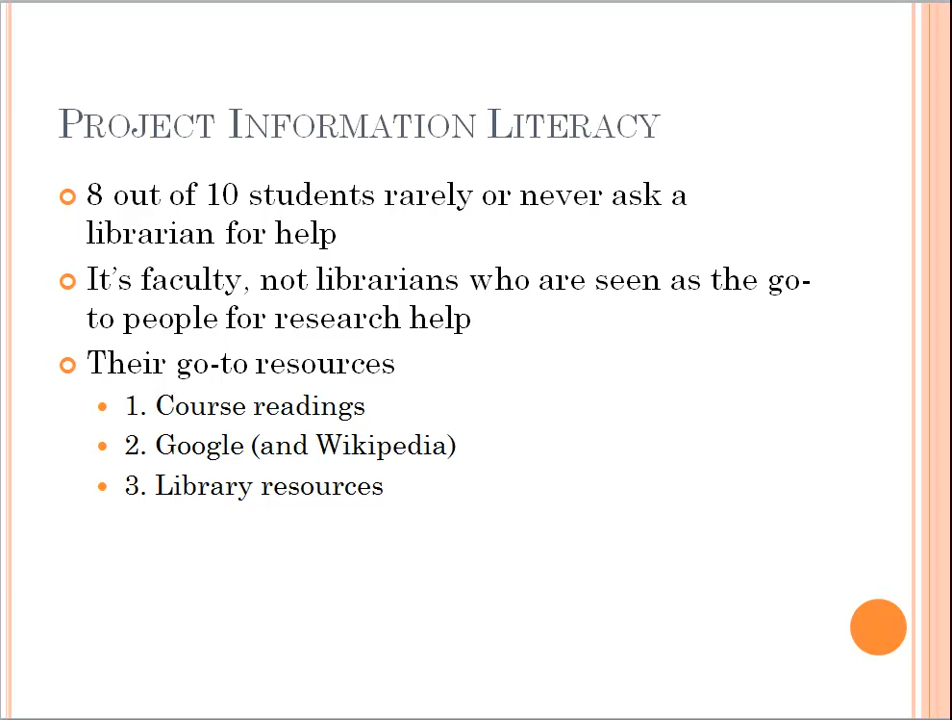 Project Information Literacy
8 out of 10 students rarely or never ask a
librarian for help
It's faculty, not librarians who are seen as the go-
to people for research help
Their go-to resources
1. Course readings
2. Google (and Wikipedia)
3. Library resources